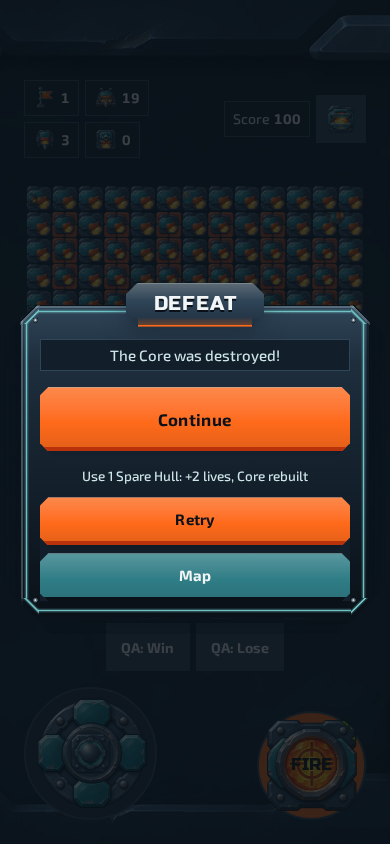 1
19
3
0
Score 100
DEFEAT
The Core was destroyed!
Continue
Use 1 Spare Hull: +2 lives, Core rebuilt
Retry
Map
QA: Win
QA: Lose
FIRE